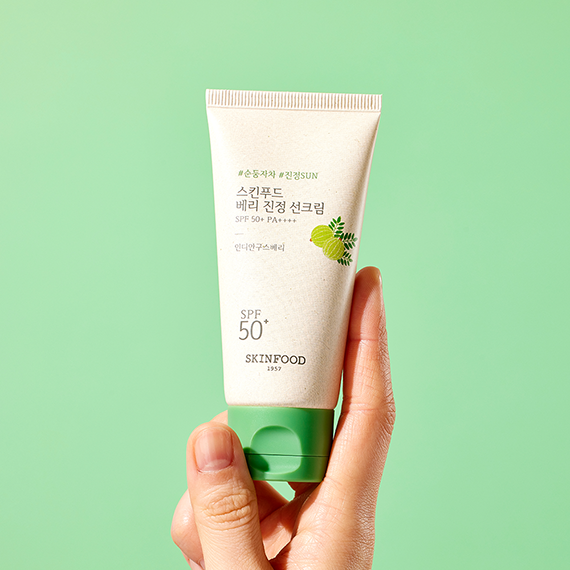 #순둥자차 #진정SUN
스킨푸드
베리 진정 선크림
SPF 50+ PA++++
인디안구스베리
SPF
50+
SKINFOOD
1957